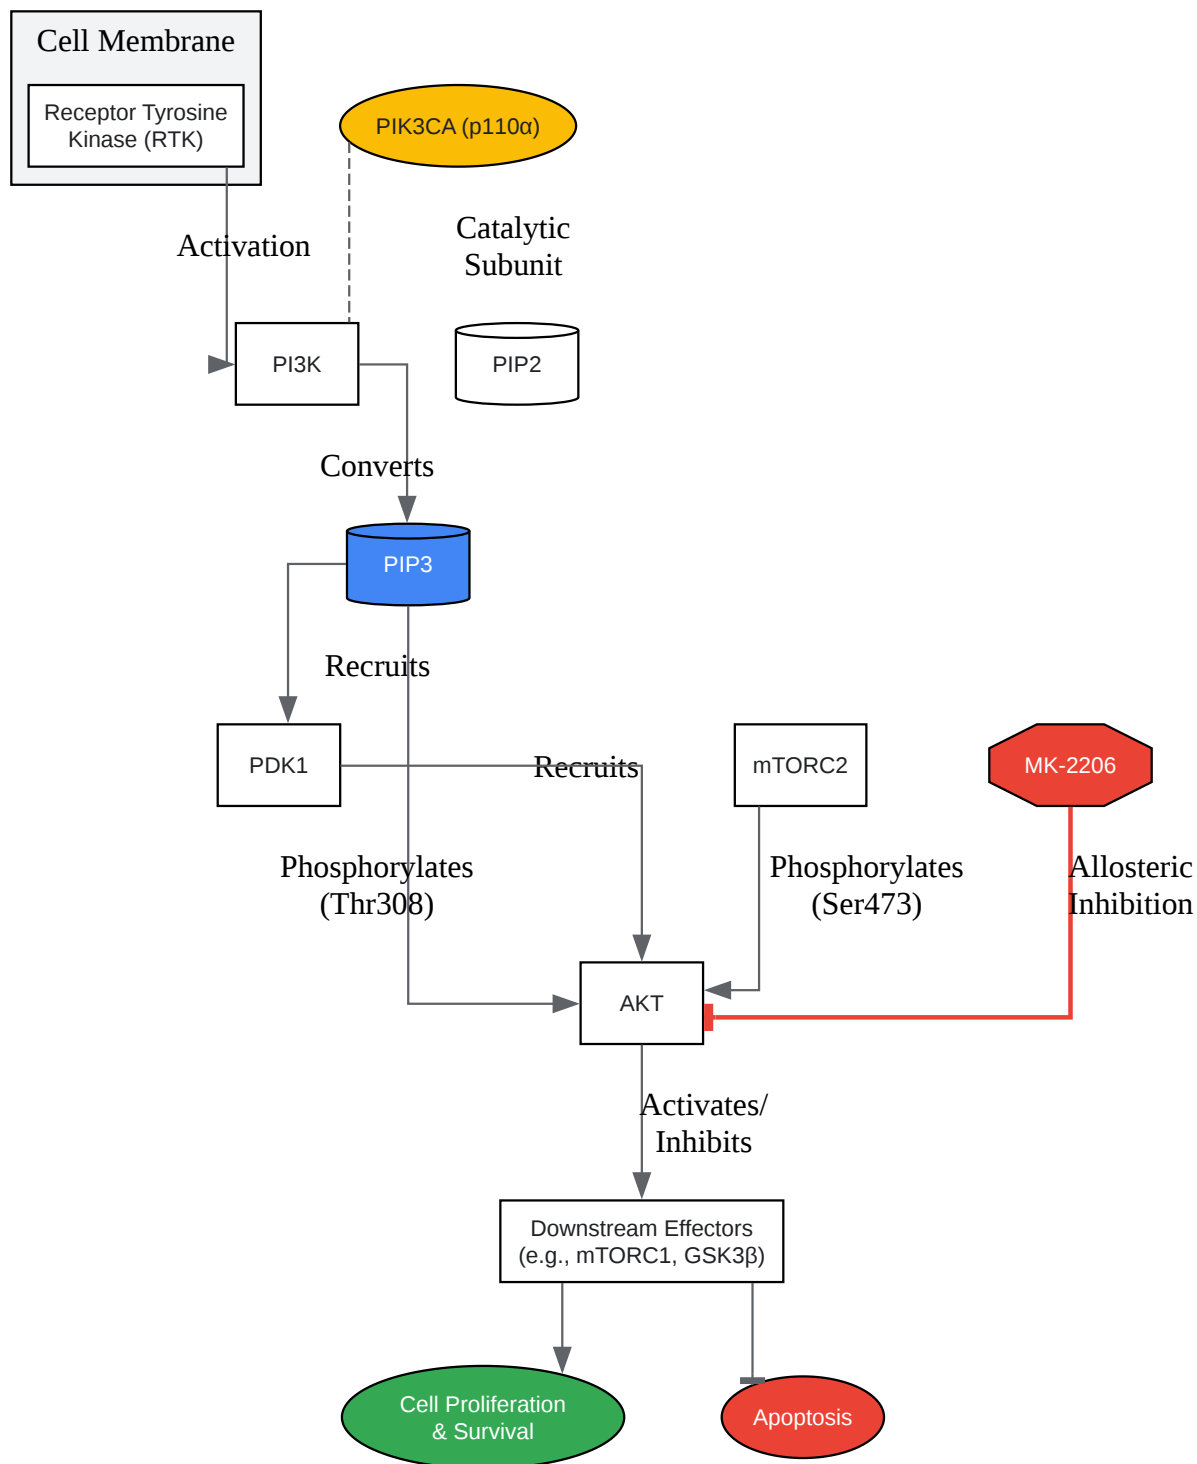 Cell Membrane
Receptor Tyrosine
Kinase (RTK)
PIK3CA (p110α)
Activation
Catalytic
Subunit
PI3K
PIP2
Converts
PIP3
Recruits
PDK1
Recruits
mTORC2
MK-2206
Phosphorylates
(Thr308)
Phosphorylates
(Ser473)
Allosteric
Inhibition
AKT
Activates/
Inhibits
Downstream Effectors
(e.g., mTORC1, GSK3β)
Cell Proliferation
& Survival
Apoptosis